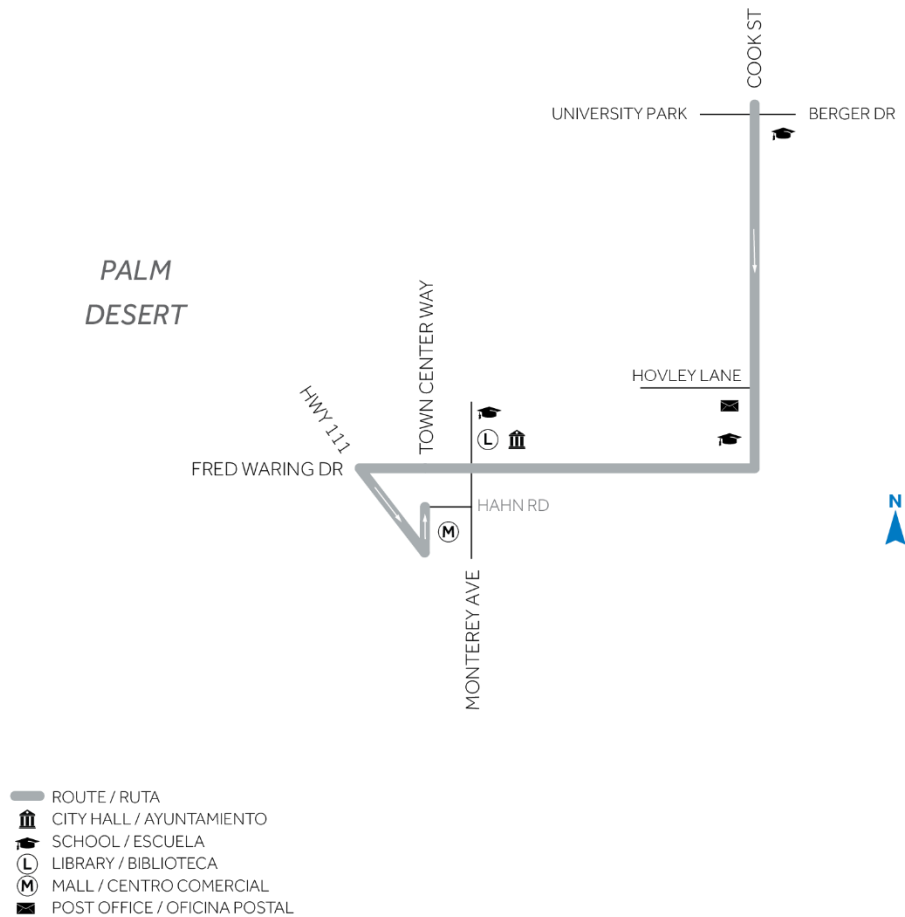 COOK ST
UNIVERSITY PARK
BERGER DR
PALM
DESERT
TOWN CENTER WAY
HOVLEY LANE
HWY 111
L
FRED WARING DR
N
HAHN RD
M
MONTEREY AVE
ROUTE / RUTA
CITY HALL / AYUNTAMIENTO
SCHOOL / ESCUELA
L LIBRARY / BIBLIOTECA
M MALL / CENTRO COMERCIAL
POST OFFICE / OFICINA POSTAL